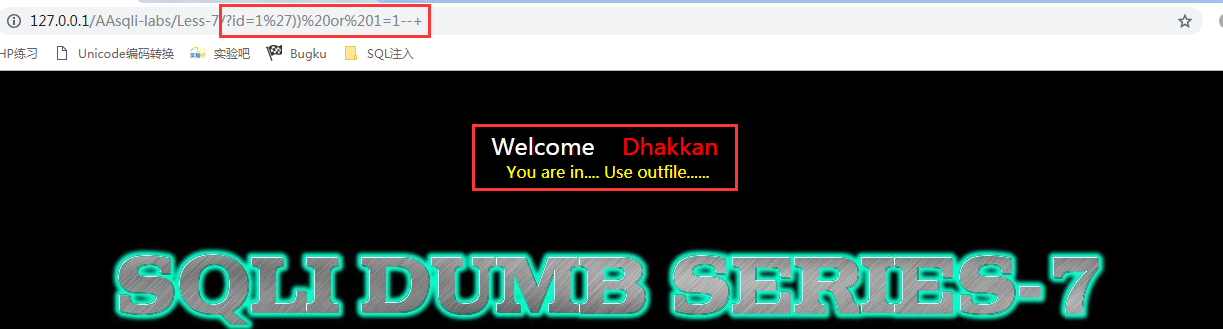 127.0.0.1/AAsqli-labs/Less-7/?id=1%27))%20or%201=1--+
HP练习 Unicode编码转换 实验吧 Bugku SQL注入
Welcome Dhakkan
You are in.... Use outfile......
SQLI DUMB SERIES-7